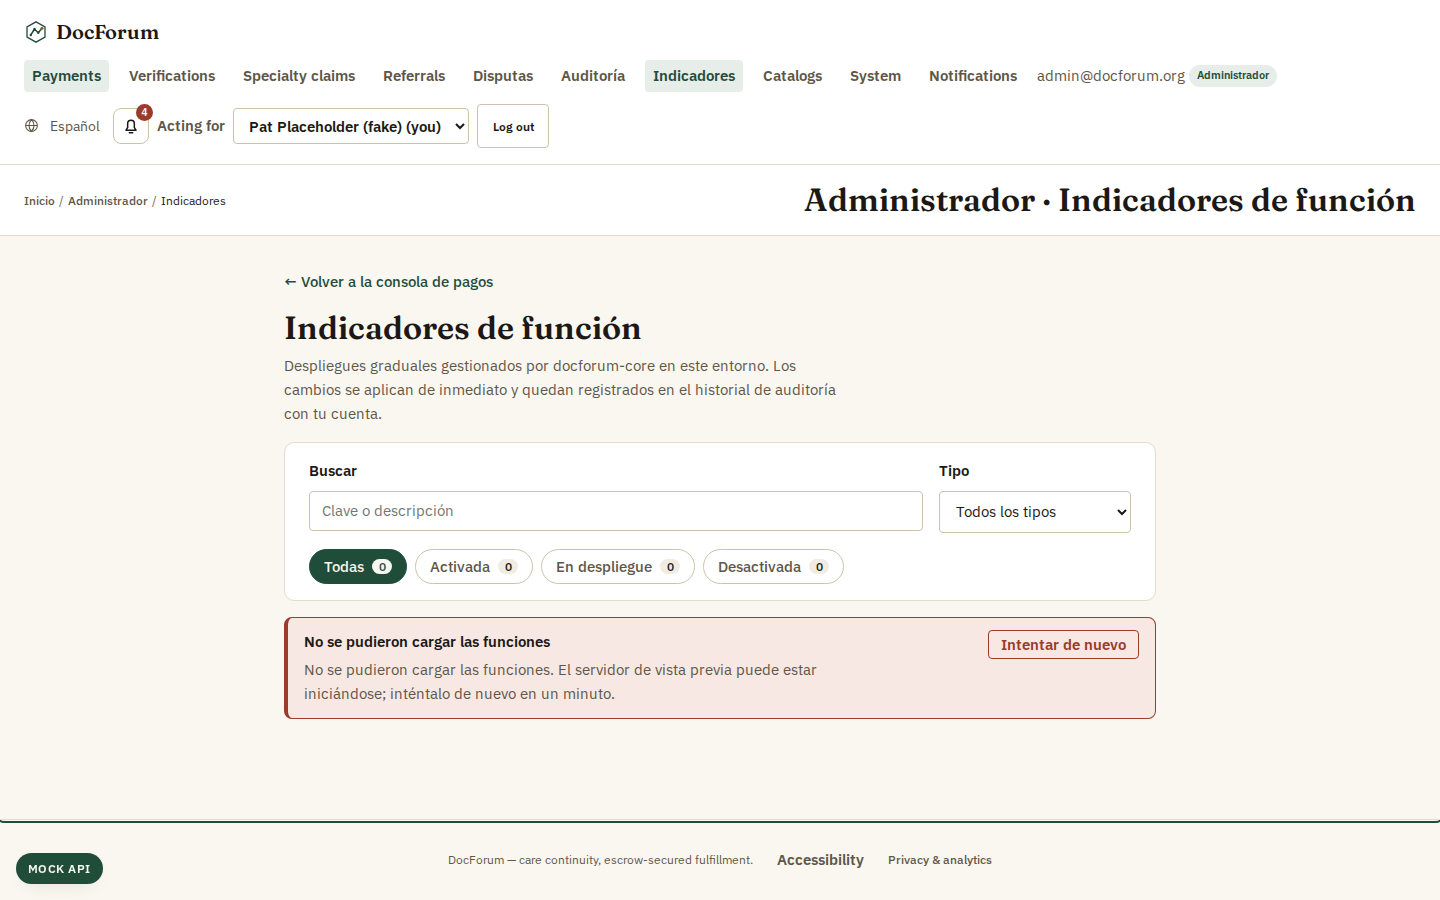 DocForum
Payments Verifications Specialty claims Referrals Disputas Auditoría Indicadores Catalogs System Notifications admin@docforum.org Administrador
Español 4 Acting for Pat Placeholder (fake) (you) Log out
Inicio / Administrador / Indicadores
Administrador · Indicadores de función
← Volver a la consola de pagos
Indicadores de función
Despliegues graduales gestionados por docforum-core en este entorno. Los
cambios se aplican de inmediato y quedan registrados en el historial de auditoría
con tu cuenta.
Buscar Tipo
Clave o descripción Todos los tipos
Todas 0 Activada 0 En despliegue 0 Desactivada 0
No se pudieron cargar las funciones Intentar de nuevo
No se pudieron cargar las funciones. El servidor de vista previa puede estar
iniciándose; inténtalo de nuevo en un minuto.
DocForum — care continuity, escrow-secured fulfillment. Accessibility Privacy & analytics
MOCK API